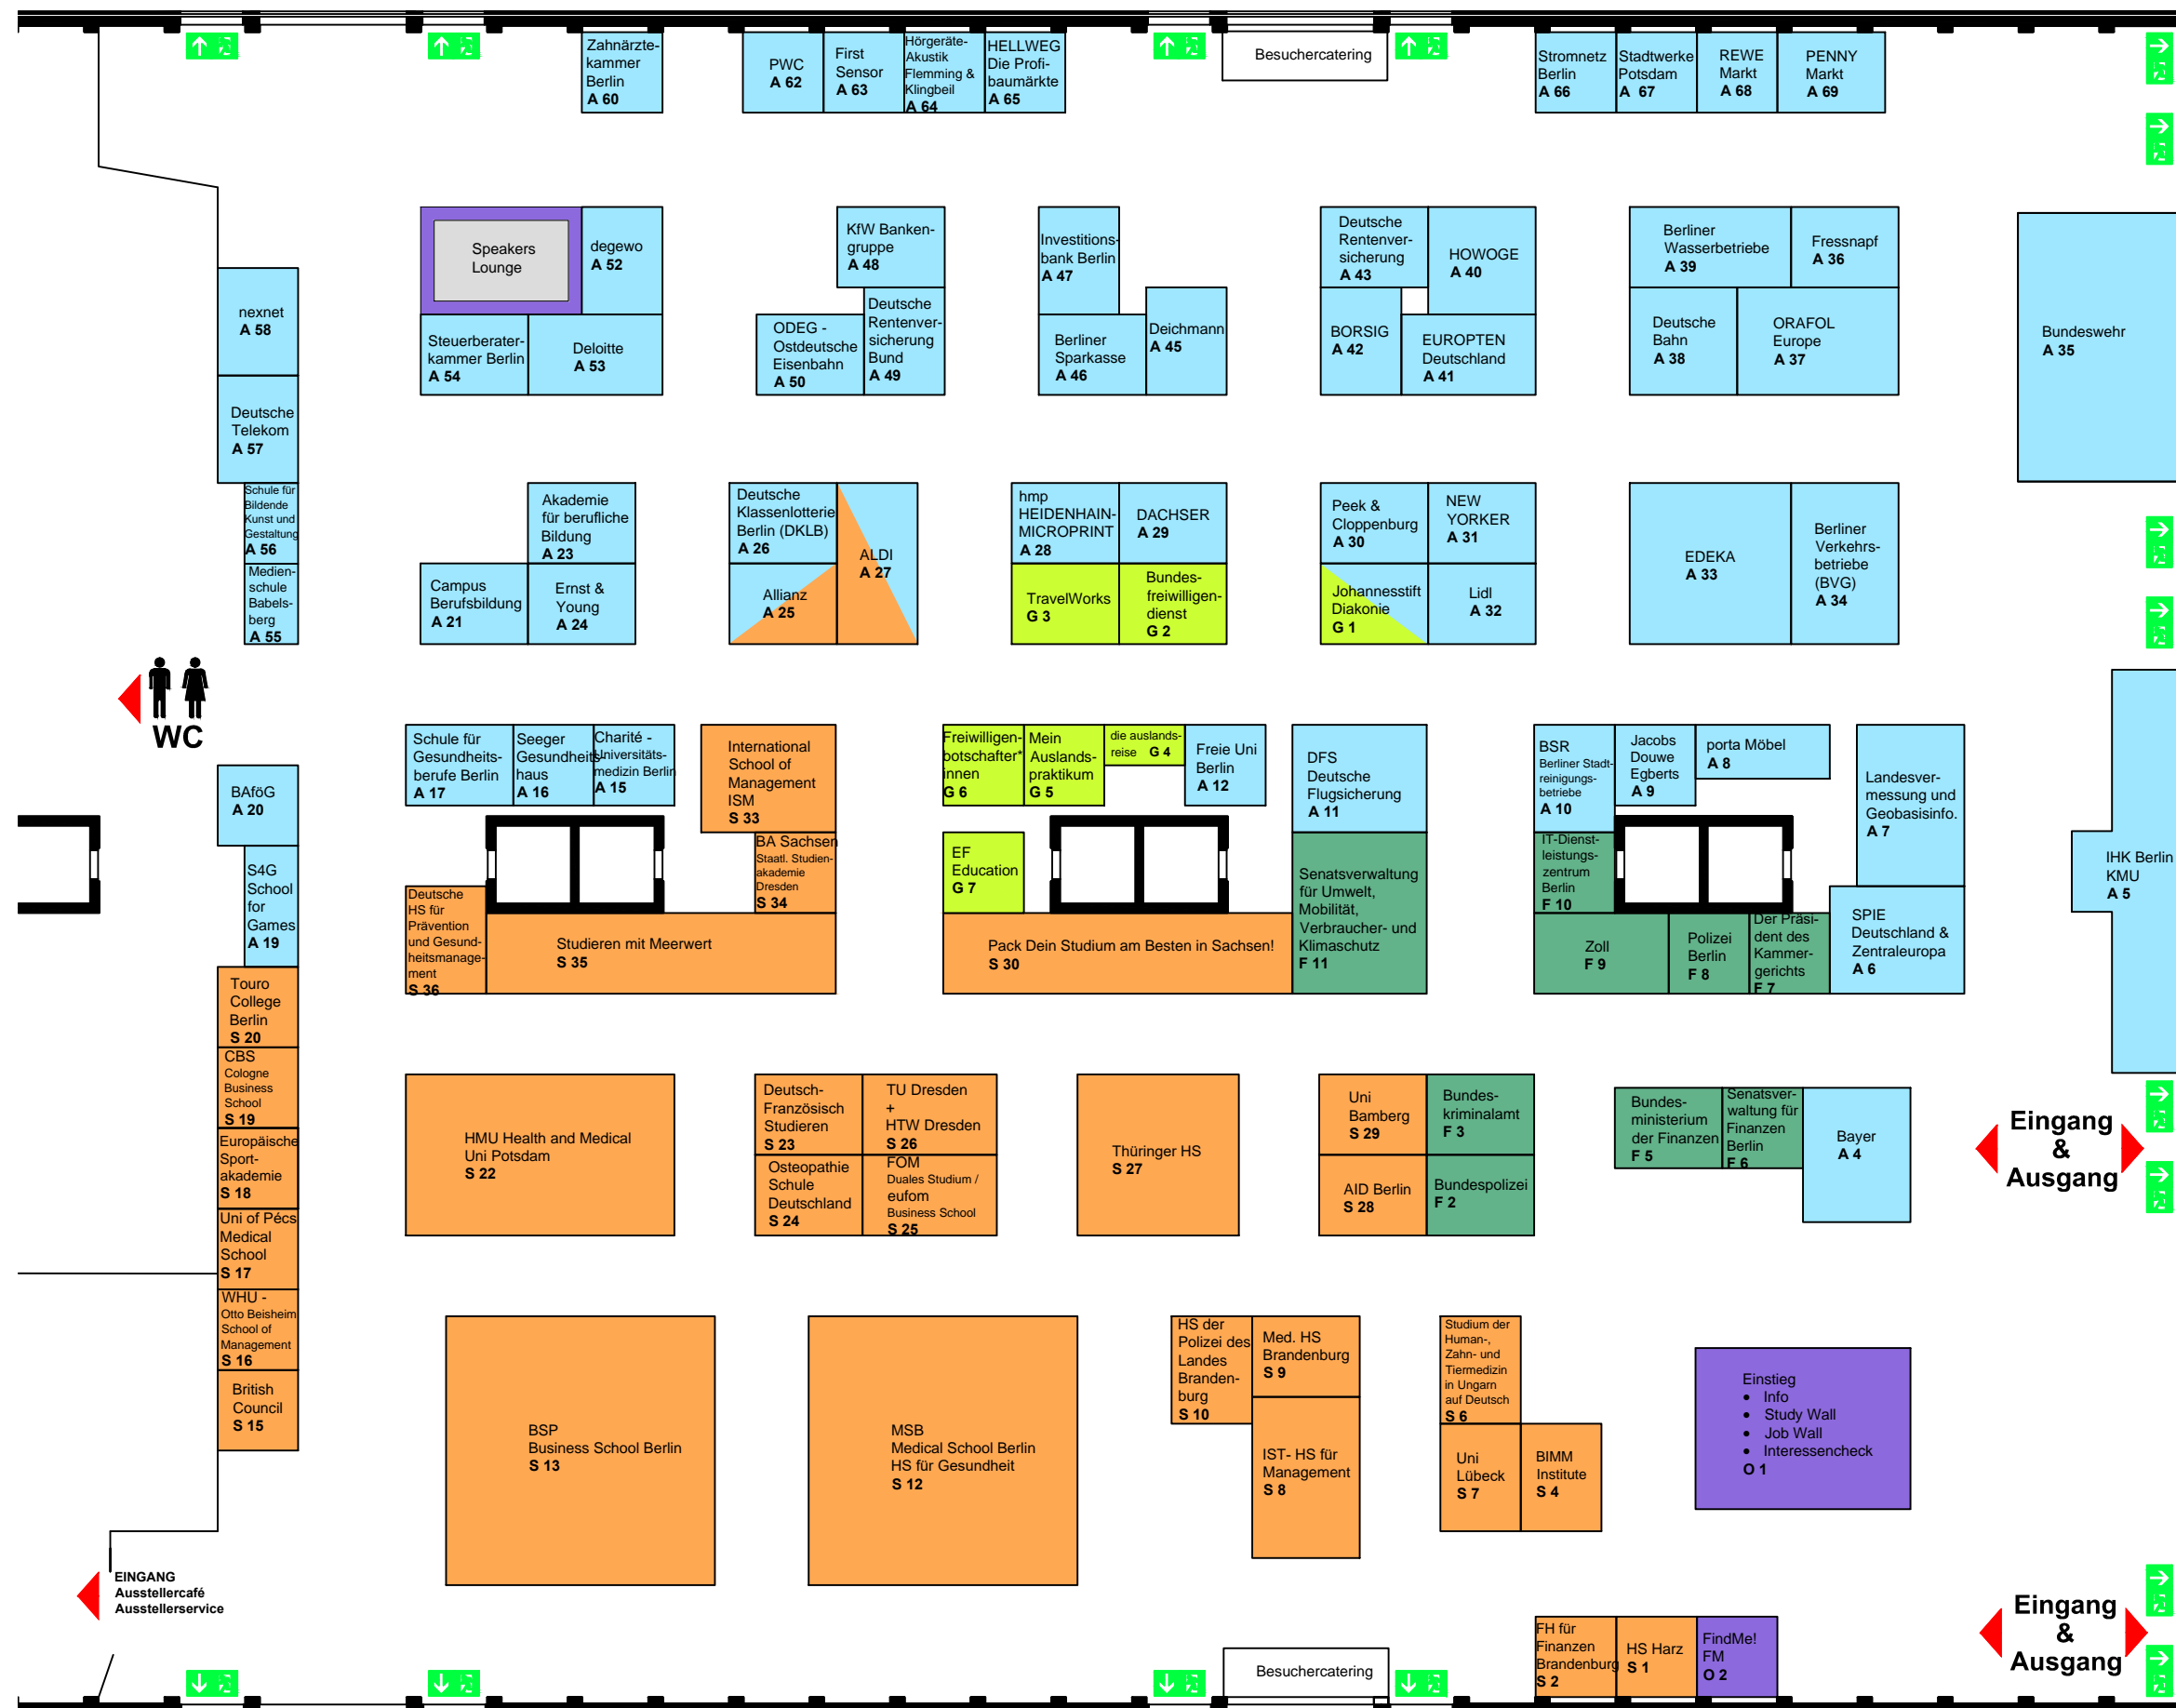 Zahnärzte-
kammer
Berlin
A 60
PWC
A 62
First
Sensor
A 63
Hörgeräte-
Akustik
Flemming &
Klingbeil
A 64
HELLWEG
Die Profi-
baumärkte
A 65
Besuchercatering
Stromnetz
Berlin
A 66
Stadtwerke
Potsdam
A 67
REWE
Markt
A 68
PENNY
Markt
A 69
Speakers
Lounge
degewo
A 52
Steuerberater-
kammer Berlin
A 54
Deloitte
A 53
KfW Banken-
gruppe
A 48
ODEG -
Ostdeutsche
Eisenbahn
A 50
Deutsche
Rentenver-
sicherung
Bund
A 49
Investitions-
bank Berlin
A 47
Berliner
Sparkasse
A 46
Deichmann
A 45
Deutsche
Rentenver-
sicherung
A 43
HOWOGE
A 40
BORSIG
A 42
EUROPTEN
Deutschland
A 41
Berliner
Wasserbetriebe
A 39
Fressnapf
A 36
Deutsche
Bahn
A 38
ORAFOL
Europe
A 37
Bundeswehr
A 35
nexnet
A 58
Deutsche
Telekom
A 57
Schule für
Bildende
Kunst und
Gestaltung
A 56
Medien-
schule
Babels-
berg
A 55
Akademie
für berufliche
Bildung
A 23
Campus
Berufsbildung
A 21
Ernst &
Young
A 24
Deutsche
Klassenlotterie
Berlin (DKLB)
A 26
ALDI
A 27
Allianz
A 25
hmp
HEIDENHAIN-
MICROPRINT
A 28
DACHSER
A 29
TravelWorks
G 3
Bundes-
freiwilligen-
dienst
G 2
Peek &
Cloppenburg
A 30
NEW
YORKER
A 31
Johannesstift
Diakonie
G 1
Lidl
A 32
EDEKA
A 33
Berliner
Verkehrs-
betriebe
(BVG)
A 34
WC
Schule für
Gesundheits-
berufe Berlin
A 17
Seeger
Gesundheits-
haus
A 16
Charité -
Universitäts-
medizin Berlin
A 15
International
School of
Management
ISM
S 33
BA Sachsen
Staatl. Studien-
akademie
Dresden
S 34
Deutsche
HS für
Prävention
und Gesund-
heitsmanage-
ment
S 36
Studieren mit Meerwert
S 35
Freiwilligen-
botschafter*
innen
G 6
Mein
Auslands-
praktikum
G 5
die auslands-
reise G 4
Freie Uni
Berlin
A 12
EF
Education
G 7
Pack Dein Studium am Besten in Sachsen!
S 30
DFS
Deutsche
Flugsicherung
A 11
Senatsverwaltung
für Umwelt,
Mobilität,
Verbraucher- und
Klimaschutz
F 11
BSR
Berliner Stadt-
reinigungs-
betriebe
A 10
Jacobs
Douwe
Egberts
A 9
porta Möbel
A 8
IT-Dienst-
leistungs-
zentrum
Berlin
F 10
Zoll
F 9
Polizei
Berlin
F 8
Der Präsi-
dent des
Kammer-
gerichts
F 7
Landesver-
messung und
Geobasisinfo.
A 7
SPIE
Deutschland &
Zentraleuropa
A 6
IHK Berlin
KMU
A 5
BAföG
A 20
S4G
School
for
Games
A 19
Touro
College
Berlin
S 20
CBS
Cologne
Business
School
S 19
Europäische
Sport-
akademie
S 18
Uni of Pécs
Medical
School
S 17
WHU -
Otto Beisheim
School of
Management
S 16
British
Council
S 15
HMU Health and Medical
Uni Potsdam
S 22
Deutsch-
Französisch
Studieren
S 23
TU Dresden
+
HTW Dresden
S 26
Osteopathie
Schule
Deutschland
S 24
FOM
Duales Studium /
eufom
Business School
S 25
Thüringer HS
S 27
Uni
Bamberg
S 29
Bundes-
kriminalamt
F 3
AID Berlin
S 28
Bundespolizei
F 2
Bundes-
ministerium
der Finanzen
F 5
Senatsver-
waltung für
Finanzen
Berlin
F 6
Bayer
A 4
Eingang
&
Ausgang
BSP
Business School Berlin
S 13
MSB
Medical School Berlin
HS für Gesundheit
S 12
HS der
Polizei des
Landes
Branden-
burg
S 10
Med. HS
Brandenburg
S 9
IST- HS für
Management
S 8
Studium der
Human-,
Zahn- und
Tiermedizin
in Ungarn
auf Deutsch
S 6
Uni
Lübeck
S 7
BIMM
Institute
S 4
Einstieg
• Info
• Study Wall
• Job Wall
• Interessencheck
O 1
EINGANG
Ausstellercafé
Ausstellerservice
Besuchercatering
FH für
Finanzen
Brandenburg
S 2
HS Harz
S 1
FindMe!
FM
O 2
Eingang
&
Ausgang